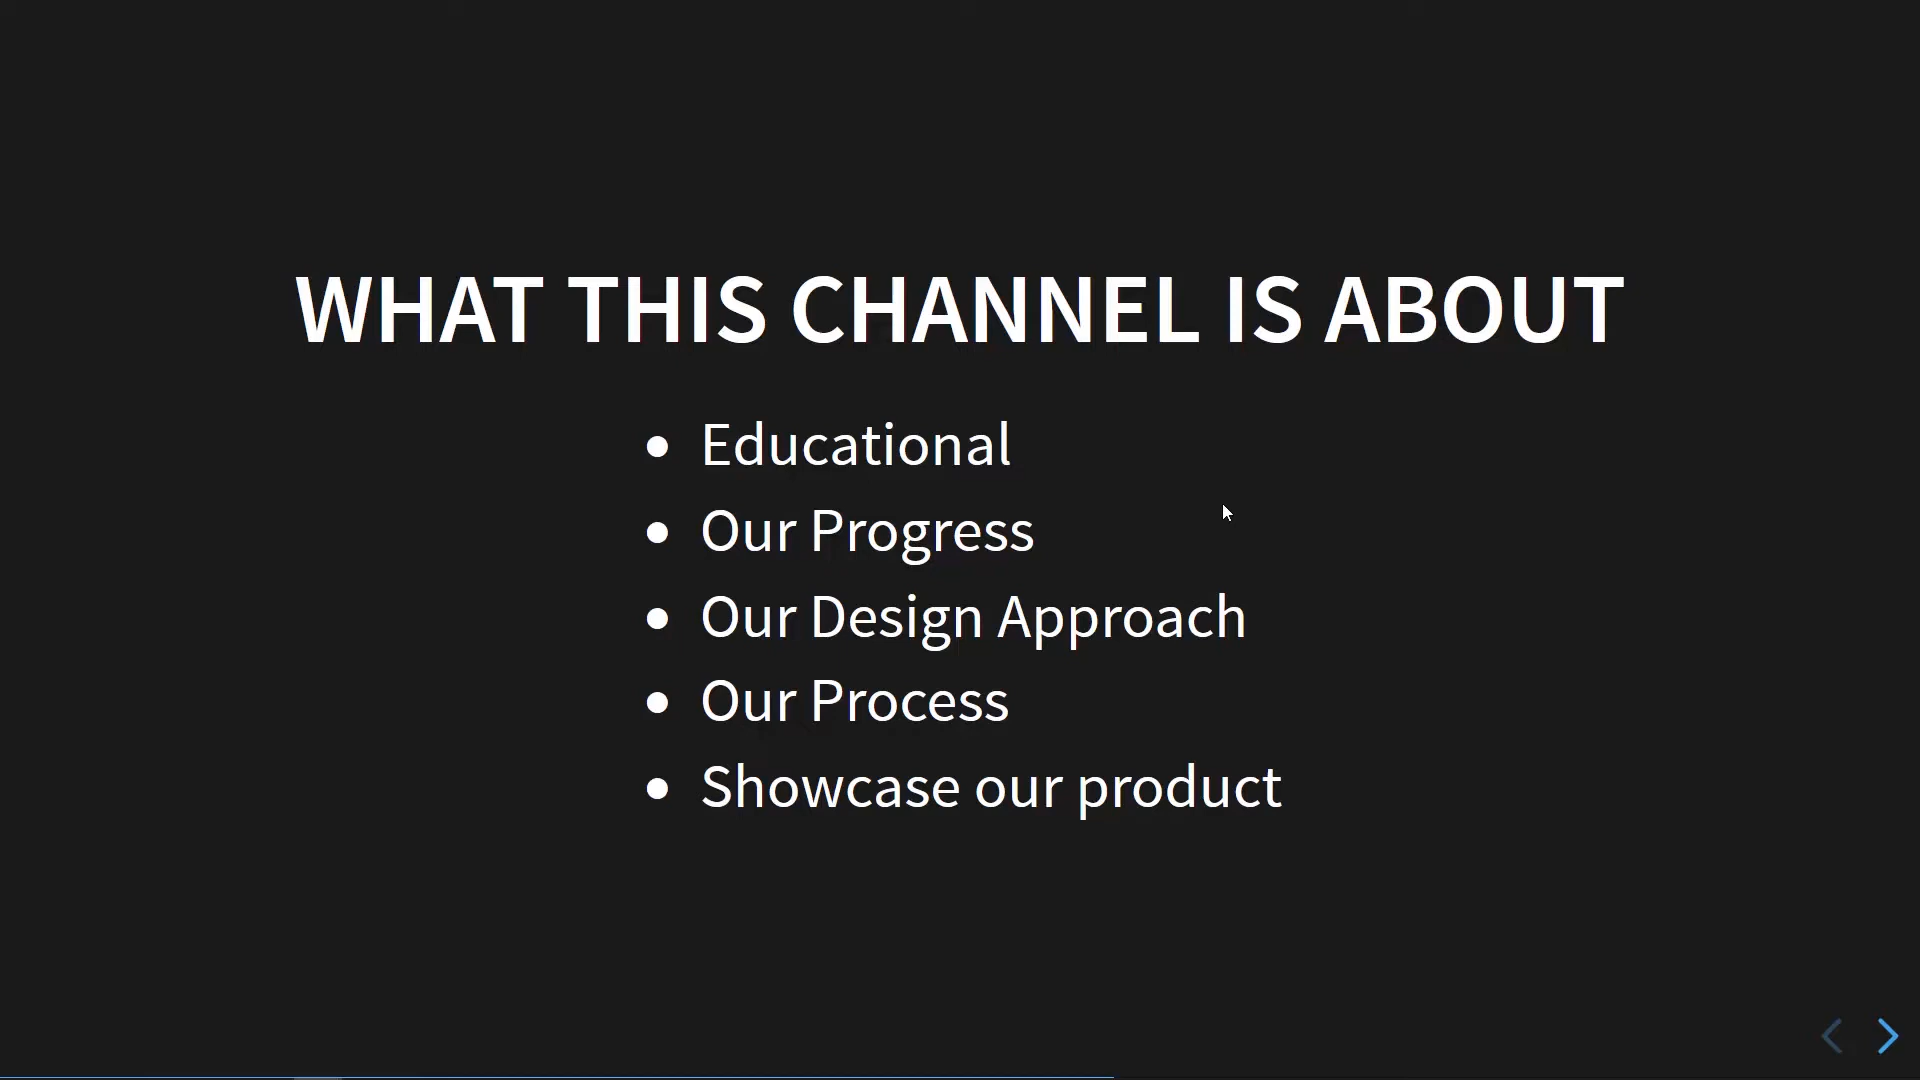 WHAT THIS CHANNEL IS ABOUT
• Educational
• Our Progress
• Our Design Approach
• Our Process
• Showcase our product